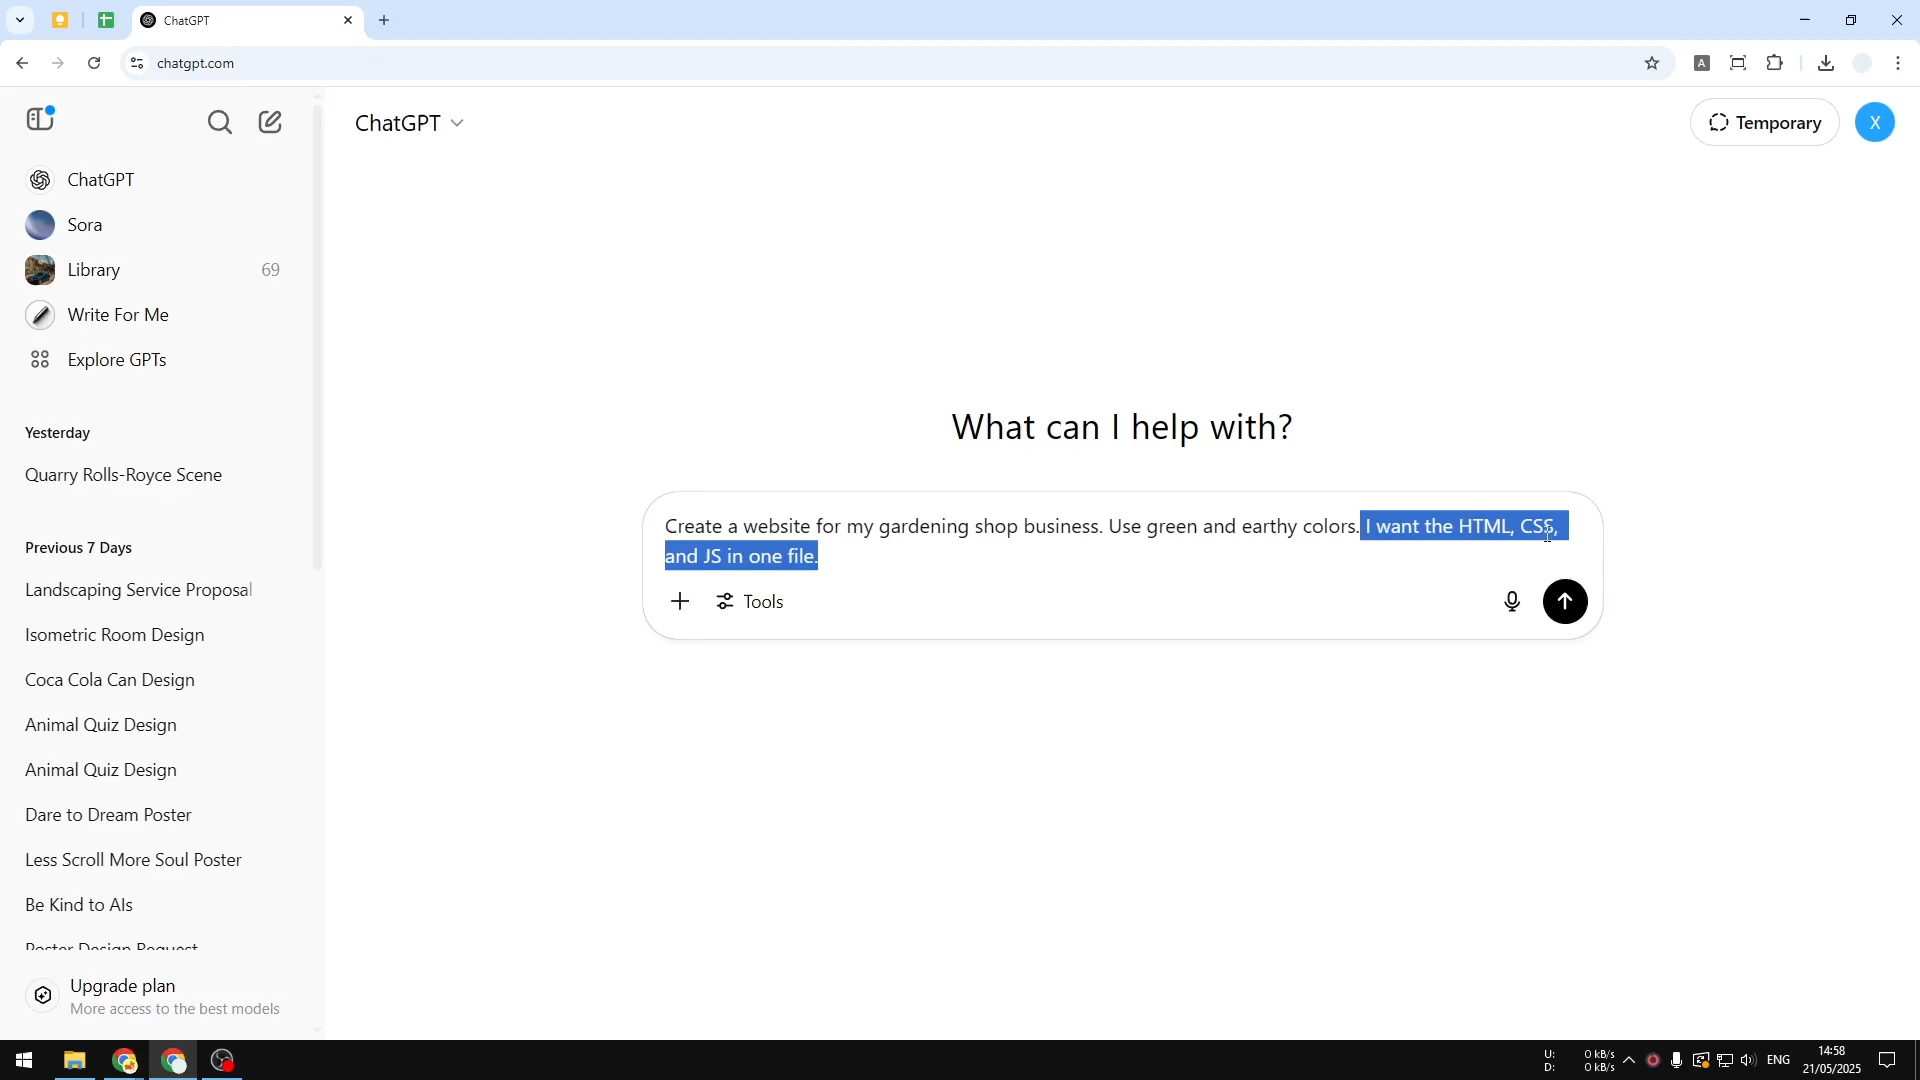 ChatGPT
chatgpt.com
A
ChatGPT
Temporary
X
ChatGPT
Sora
Library 69
Write For Me
Explore GPTs
Yesterday
Quarry Rolls-Royce Scene
Previous 7 Days
Landscaping Service Proposal
Isometric Room Design
Coca Cola Can Design
Animal Quiz Design
Animal Quiz Design
Dare to Dream Poster
Less Scroll More Soul Poster
Be Kind to AIs
Poster Design Request
Upgrade plan
More access to the best models
What can I help with?
Create a website for my gardening shop business. Use green and earthy colors. I want the HTML, CSS,
and JS in one file.
Tools
U: 0 kB/s
D: 0 kB/s
ENG
14:58
21/05/2025